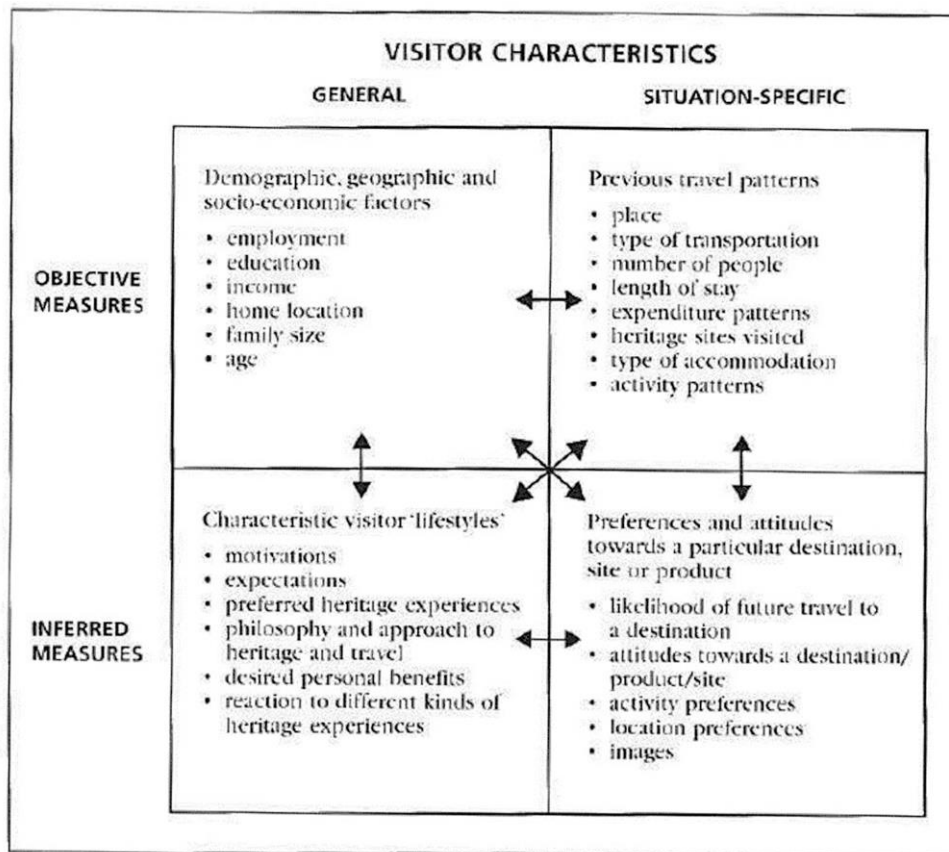 VISITOR CHARACTERISTICS
GENERAL
SITUATION-SPECIFIC
OBJECTIVE
MEASURES
Demographic, geographic and
socio-economic factors
• employment
• education
• income
• home location
• family size
• age
Previous travel patterns
• place
• type of transportation
• number of people
• length of stay
• expenditure patterns
• heritage sites visited
• type of accommodation
• activity patterns
INFERRED
MEASURES
Characteristic visitor 'lifestyles'
• motivations
• expectations
• preferred heritage experiences
• philosophy and approach to
heritage and travel
• desired personal benefits
• reaction to different kinds of
heritage experiences
Preferences and attitudes
towards a particular destination,
site or product
• likelihood of future travel to
a destination
• attitudes towards a destination/
product/site
• activity preferences
• location preferences
• images